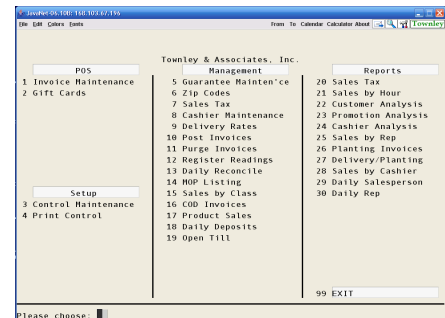 JavaNet-06.10B: 168.103.67.196
File Edit Colors Fonts
From To Calendar Calculator About Townley
Townley & Associates, Inc.
POS
1 Invoice Maintenance
2 Gift Cards
Setup
3 Control Maintenance
4 Print Control
Management
5 Guarantee Mainten'ce
6 Zip Codes
7 Sales Tax
8 Cashier Maintenance
9 Delivery Rates
10 Post Invoices
11 Purge Invoices
12 Register Readings
13 Daily Reconcile
14 MOP Listing
15 Sales by Class
16 COD Invoices
17 Product Sales
18 Daily Deposits
19 Open Till
Reports
20 Sales Tax
21 Sales by Hour
22 Customer Analysis
23 Promotion Analysis
24 Cashier Analysis
25 Sales by Rep
26 Planting Invoices
27 Delivery/Planting
28 Sales by Cashier
29 Daily Salesperson
30 Daily Rep
99 EXIT
Please choose: